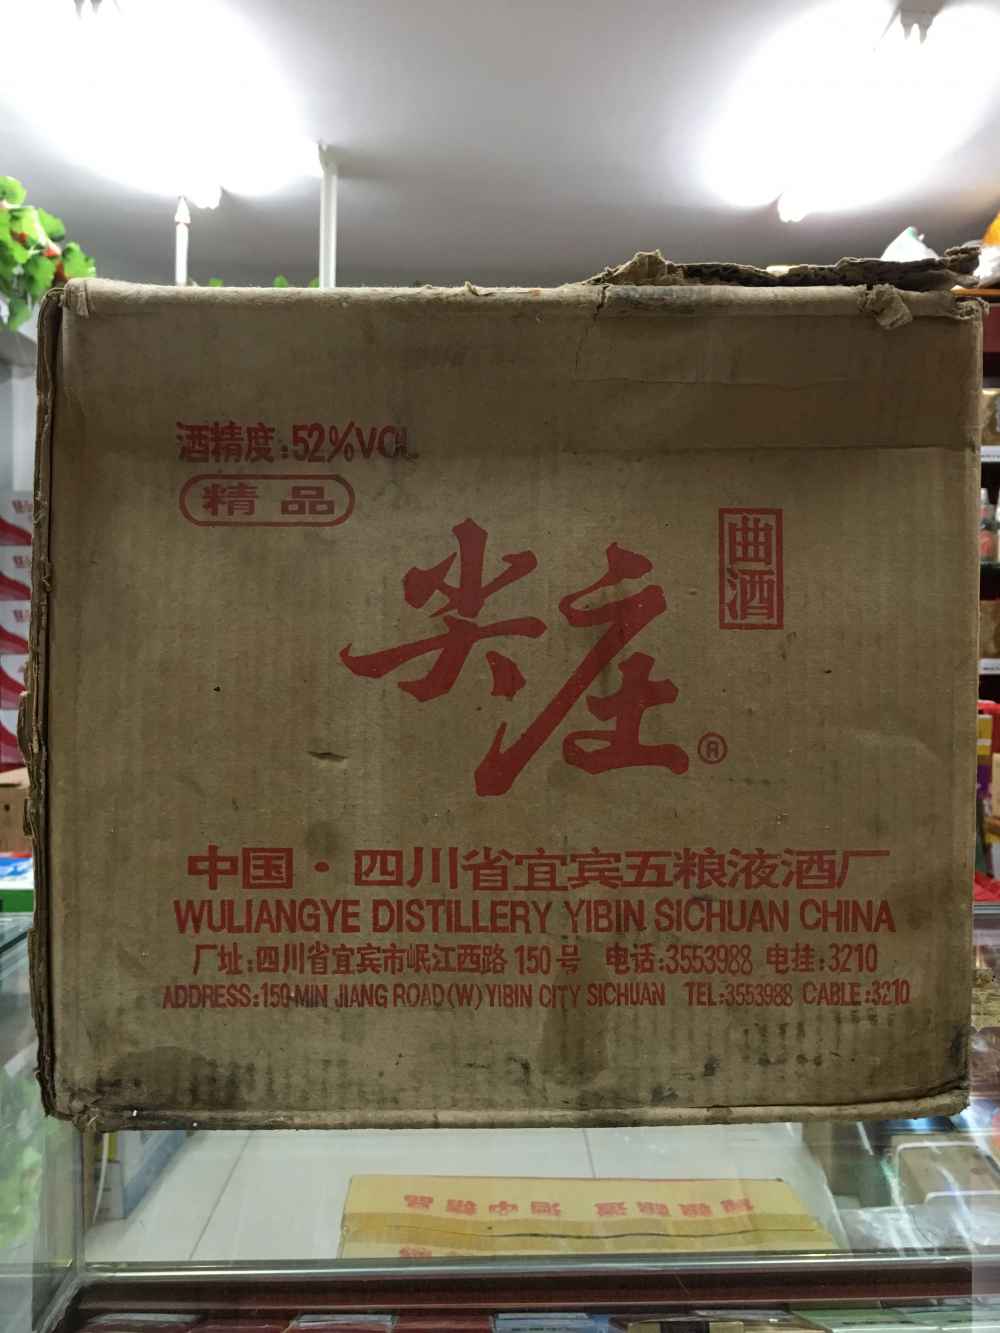 酒精度:52%VOL
精品
曲酒
尖庄®
中国·四川省宜宾五粮液酒厂
WULIANGYE DISTILLERY YIBIN SICHUAN CHINA
厂址:四川省宜宾市岷江西路150号 电话:3553988 电挂:3210
ADDRESS:150 MIN JIANG ROAD(W)YIBIN CITY SICHUAN TEL:3553988 CABLE:3210